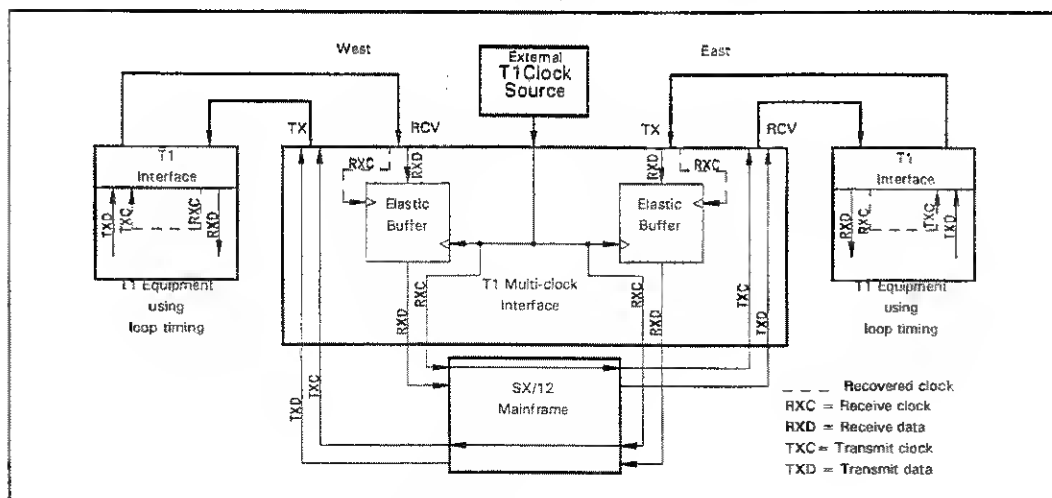 West
External
T1 Clock
Source
East
TX
RCV
TX
RCV
T1
Interface
TXD
TXC
RXC
RXD
T1 Equipment
using
loop timing
RXC
RXD
Elastic
Buffer
RXD
RXC
Elastic
Buffer
T1
Interface
RXD
RXC
TXC
TXD
T1 Equipment
using
loop timing
T1 Multi-clock
Interface
RXD
RXC
RXC
RXD
TXC
TXD
TXD
TXC
SX/12
Mainframe
Recovered clock
RXC = Receive clock
RXD = Receive data
TXC = Transmit clock
TXD = Transmit data